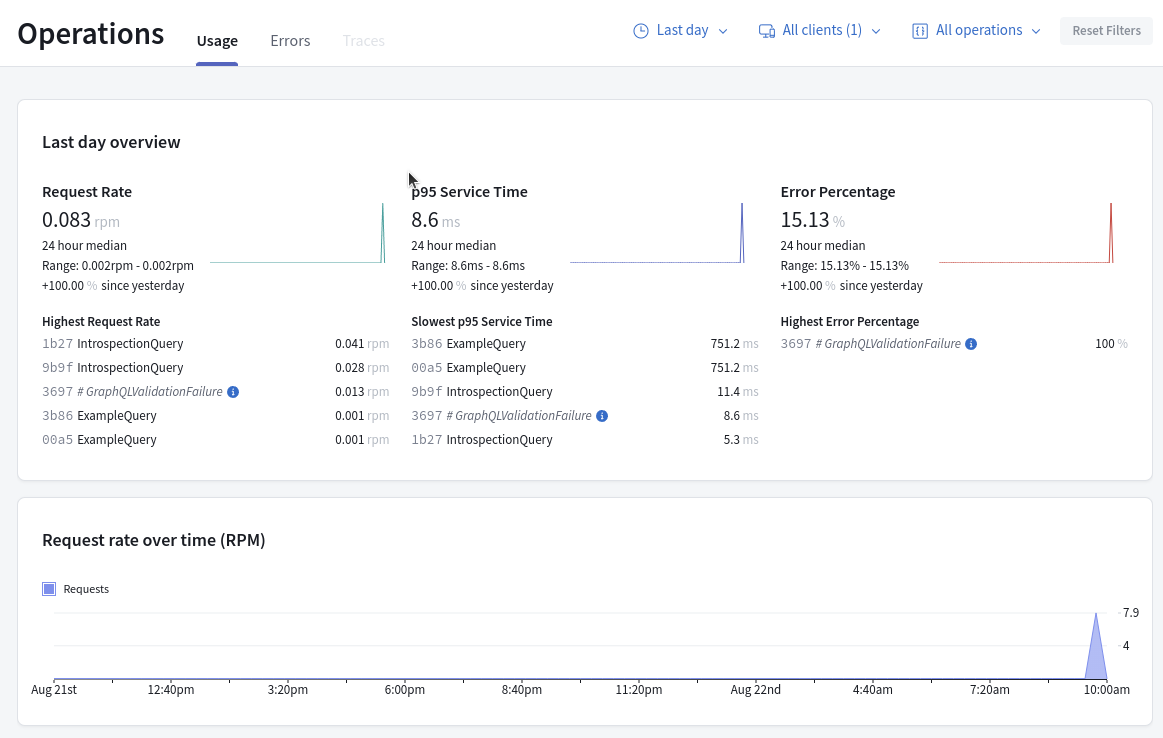 Operations
Usage
Errors
Traces
Last day
All clients (1)
All operations
Reset Filters
Last day overview
Request Rate
0.083 rpm
24 hour median
Range: 0.002rpm - 0.002rpm
+100.00 % since yesterday
Highest Request Rate
1b27 IntrospectionQuery 0.041 rpm
9b9f IntrospectionQuery 0.028 rpm
3697 # GraphQLValidationFailure 0.013 rpm
3b86 ExampleQuery 0.001 rpm
00a5 ExampleQuery 0.001 rpm
p95 Service Time
8.6 ms
24 hour median
Range: 8.6ms - 8.6ms
+100.00 % since yesterday
Slowest p95 Service Time
3b86 ExampleQuery 751.2 ms
00a5 ExampleQuery 751.2 ms
9b9f IntrospectionQuery 11.4 ms
3697 # GraphQLValidationFailure 8.6 ms
1b27 IntrospectionQuery 5.3 ms
Error Percentage
15.13 %
24 hour median
Range: 15.13% - 15.13%
+100.00 % since yesterday
Highest Error Percentage
3697 # GraphQLValidationFailure 100 %
Request rate over time (RPM)
Requests
7.9
4
Aug 21st 12:40pm 3:20pm 6:00pm 8:40pm 11:20pm Aug 22nd 4:40am 7:20am 10:00am